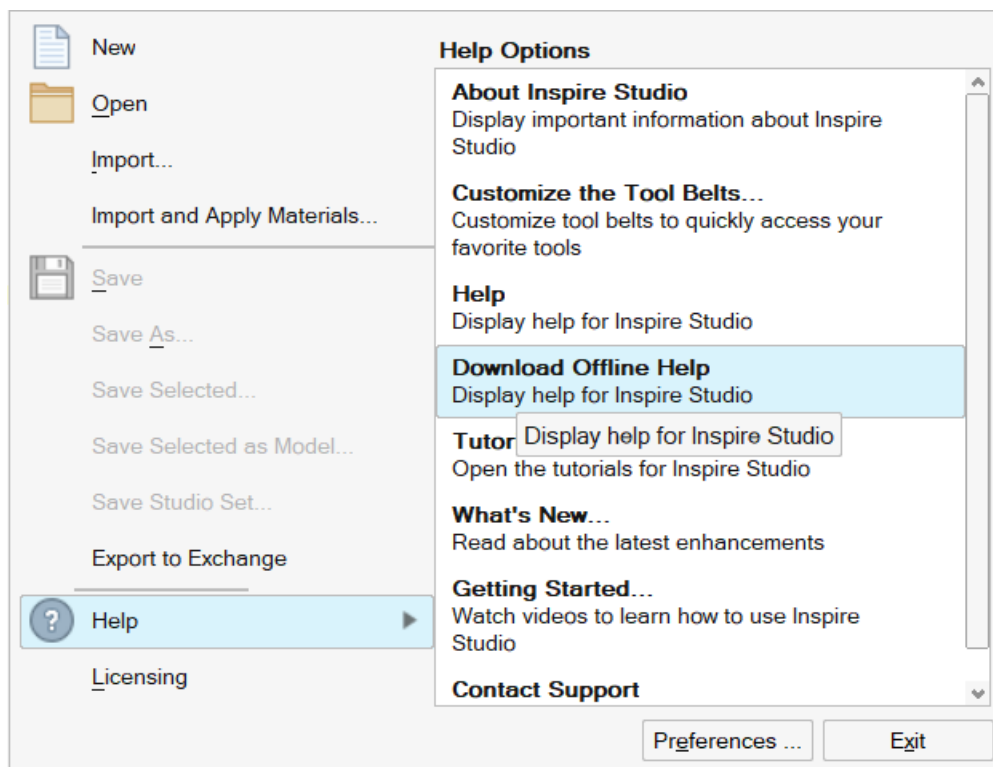 New
Open
Import...
Import and Apply Materials...
Save
Save As...
Save Selected...
Save Selected as Model...
Save Studio Set...
Export to Exchange
Help
Licensing
Help Options
About Inspire Studio
Display important information about Inspire
Studio
Customize the Tool Belts...
Customize tool belts to quickly access your
favorite tools
Help
Display help for Inspire Studio
Download Offline Help
Display help for Inspire Studio
Display help for Inspire Studio
Tutor
Open the tutorials for Inspire Studio
What's New...
Read about the latest enhancements
Getting Started...
Watch videos to learn how to use Inspire
Studio
Contact Support
Preferences ...
Exit